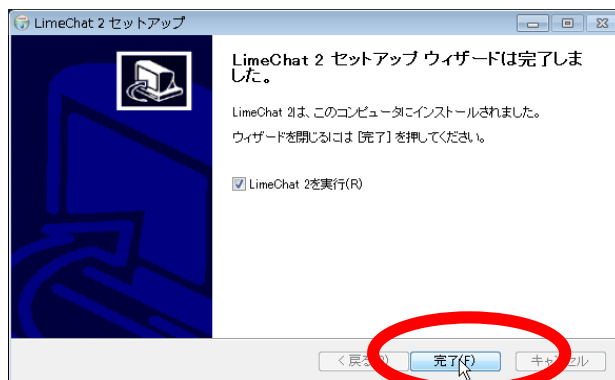 LimeChat 2 セットアップ
LimeChat 2 セットアップ ウィザードは完了しま
した。
LimeChat 2は、このコンピュータにインストールされました。
ウィザードを閉じるには [完了] を押してください。
LimeChat 2を実行(R)
完了(F)